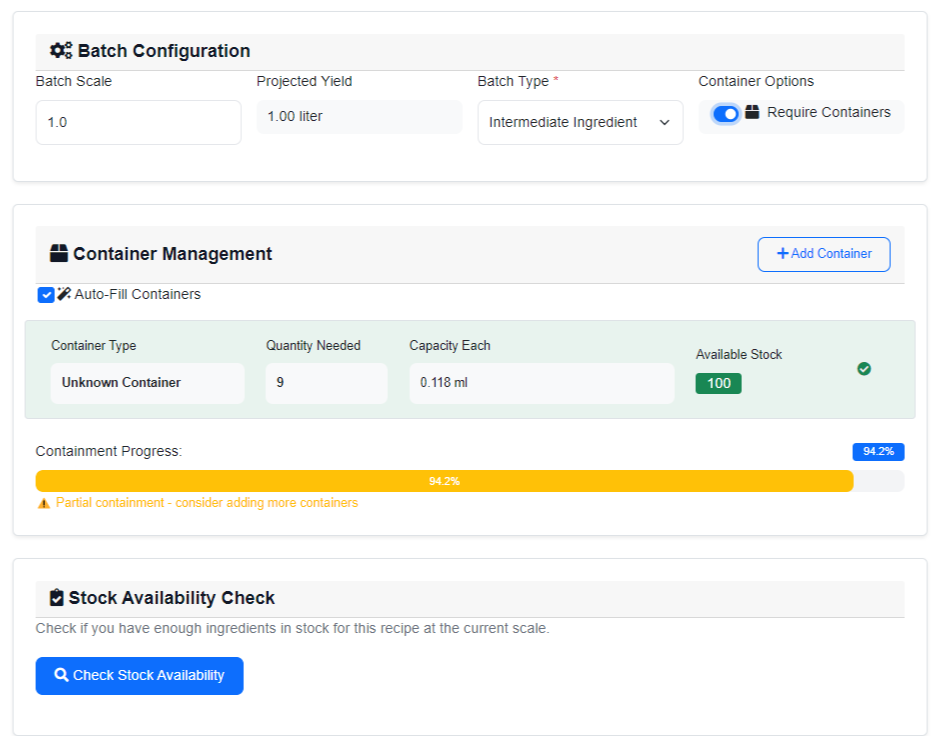 Batch Configuration
Batch Scale
Projected Yield
Batch Type *
Container Options
1.0
1.00 liter
Intermediate Ingredient
Require Containers
Container Management
+ Add Container
Auto-Fill Containers
Container Type
Quantity Needed
Capacity Each
Available Stock
Unknown Container
9
0.118 ml
100
Containment Progress:
94.2%
94.2%
Partial containment - consider adding more containers
Stock Availability Check
Check if you have enough ingredients in stock for this recipe at the current scale.
Check Stock Availability